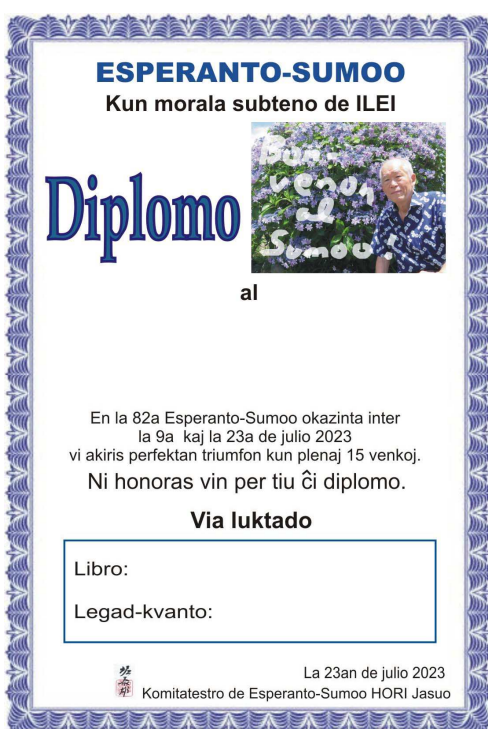 ESPERANTO-SUMOO
Kun morala subteno de ILEI
Diplomo
Bon-
venon
al
Sumoo!
al
En la 82a Esperanto-Sumoo okazinta inter
la 9a kaj la 23a de julio 2023
vi akiris perfektan triumfon kun plenaj 15 venkoj.
Ni honoras vin per tiu ĉi diplomo.
Via luktado
Libro:
Legad-kvanto:
La 23an de julio 2023
Komitatestro de Esperanto-Sumoo HORI Jasuo